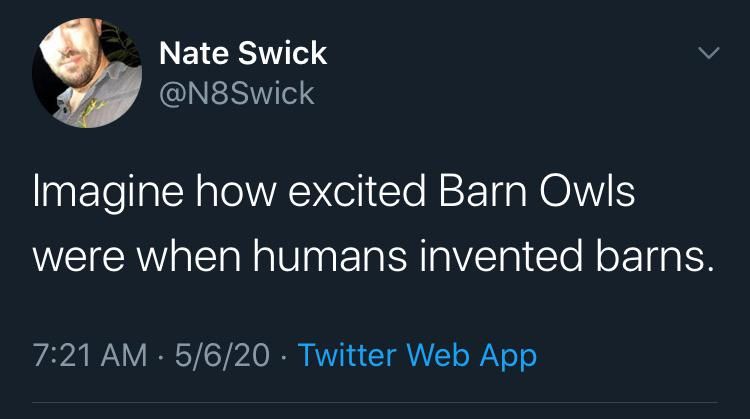 Nate Swick
@N8Swick
Imagine how excited Barn Owls
were when humans invented barns.
7:21 AM · 5/6/20 · Twitter Web App